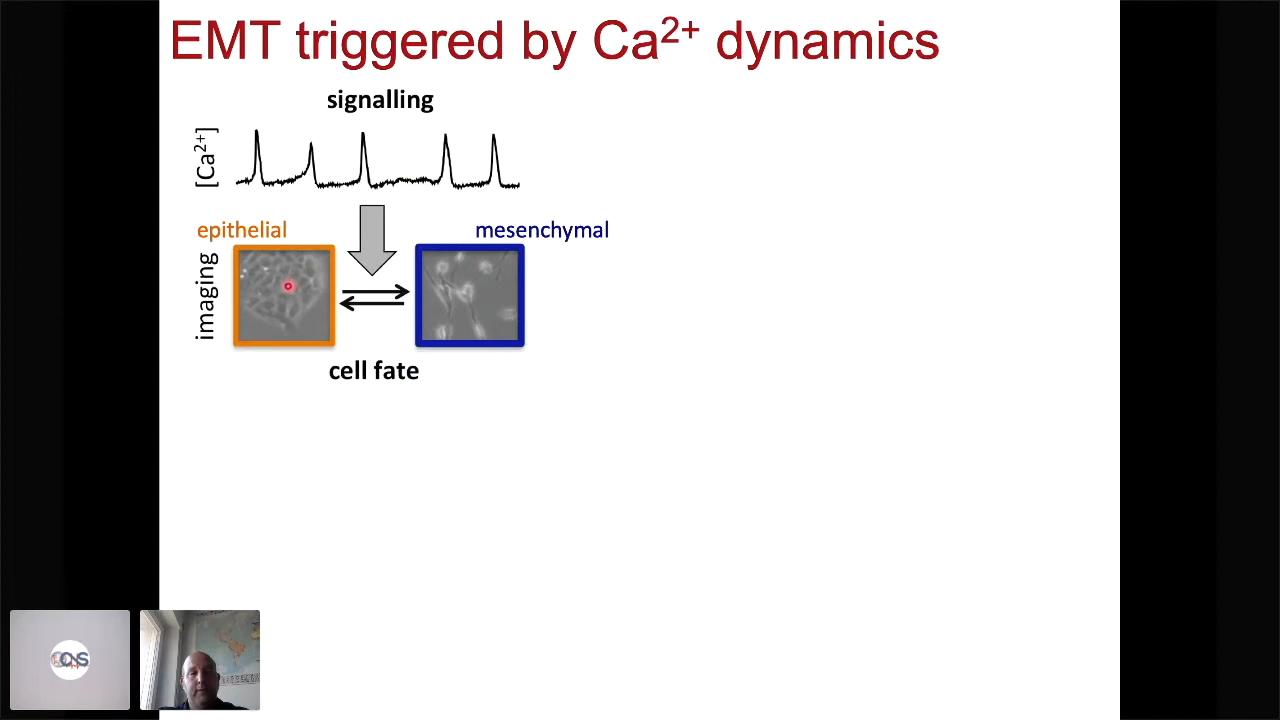 EMT triggered by Ca²⁺ dynamics
signalling
[Ca²⁺]
epithelial
mesenchymal
imaging
cell fate